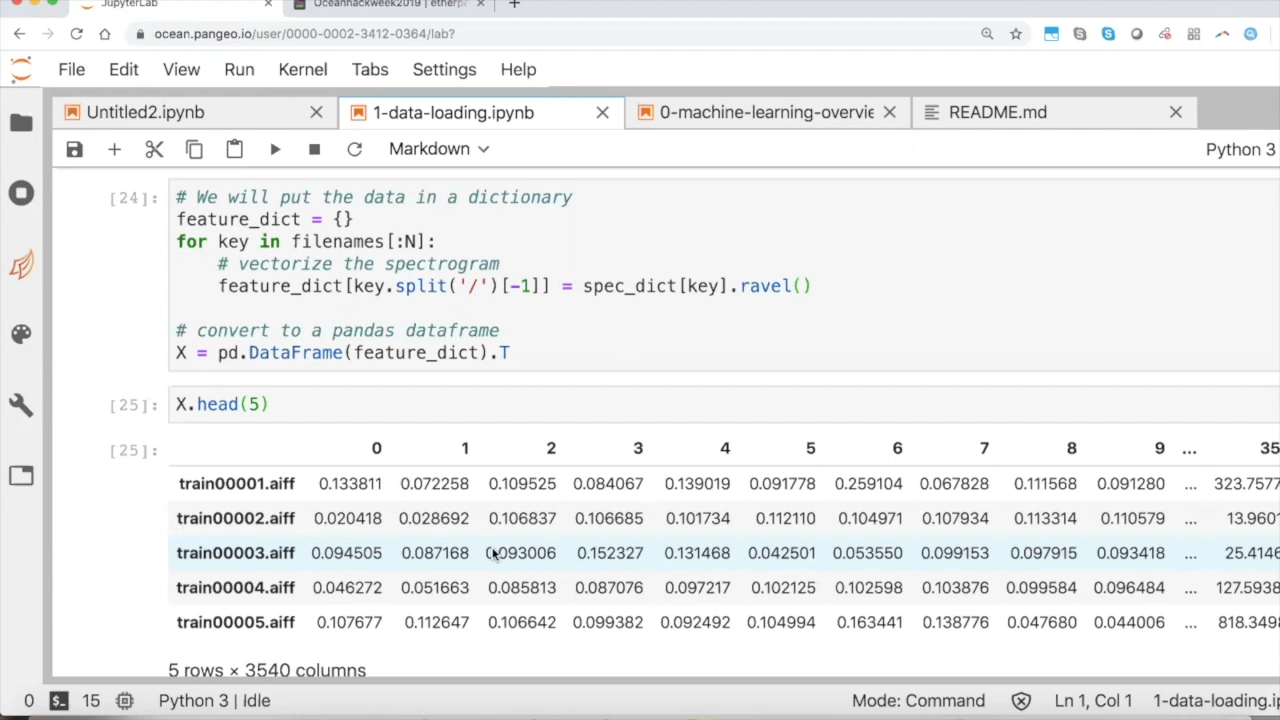 JupyterLab
Oceanhackweek2019 | etherp
ocean.pangeo.io/user/0000-0002-3412-0364/lab?
File Edit View Run Kernel Tabs Settings Help
Untitled2.ipynb 1-data-loading.ipynb 0-machine-learning-overvie README.md
Markdown Python 3
[24]: # We will put the data in a dictionary
feature_dict = {}
for key in filenames[:N]:
# vectorize the spectrogram
feature_dict[key.split('/')[-1]] = spec_dict[key].ravel()
# convert to a pandas dataframe
X = pd.DataFrame(feature_dict).T
[25]: X.head(5)
[25]: 0 1 2 3 4 5 6 7 8 9 ... 35
train00001.aiff 0.133811 0.072258 0.109525 0.084067 0.139019 0.091778 0.259104 0.067828 0.111568 0.091280 ... 323.7577
train00002.aiff 0.020418 0.028692 0.106837 0.106685 0.101734 0.112110 0.104971 0.107934 0.113314 0.110579 ... 13.9601
train00003.aiff 0.094505 0.087168 0.093006 0.152327 0.131468 0.042501 0.053550 0.099153 0.097915 0.093418 ... 25.4146
train00004.aiff 0.046272 0.051663 0.085813 0.087076 0.097217 0.102125 0.102598 0.103876 0.099584 0.096484 ... 127.5938
train00005.aiff 0.107677 0.112647 0.106642 0.099382 0.092492 0.104994 0.163441 0.138776 0.047680 0.044006 ... 818.3498
5 rows × 3540 columns
0 15 Python 3 | Idle Mode: Command Ln 1, Col 1 1-data-loading.ip